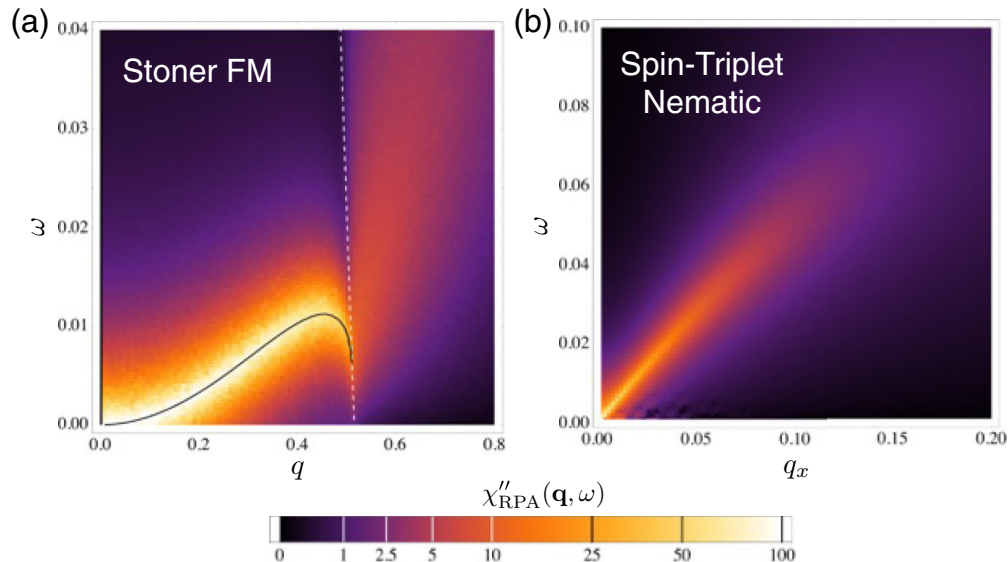 (a)
(b)
Stoner FM
Spin-Triplet
Nematic
ω
0.04
0.03
0.02
0.01
0.00
0.0 0.2 0.4 0.6 0.8
q
ω
0.10
0.08
0.06
0.04
0.02
0.00
0.00 0.05 0.10 0.15 0.20
qₓ
χ″RPA(q, ω)
0 1 2.5 5 10 25 50 100